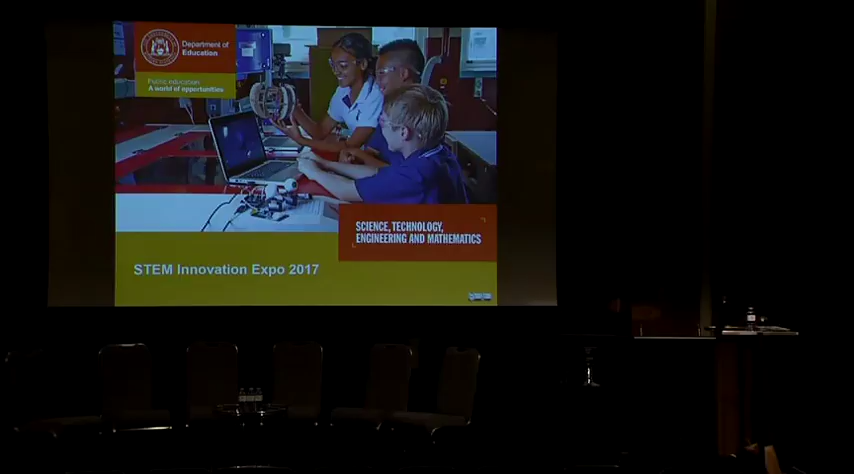 Department of
Education
Public education
A world of opportunities
SCIENCE, TECHNOLOGY,
ENGINEERING AND MATHEMATICS
STEM Innovation Expo 2017